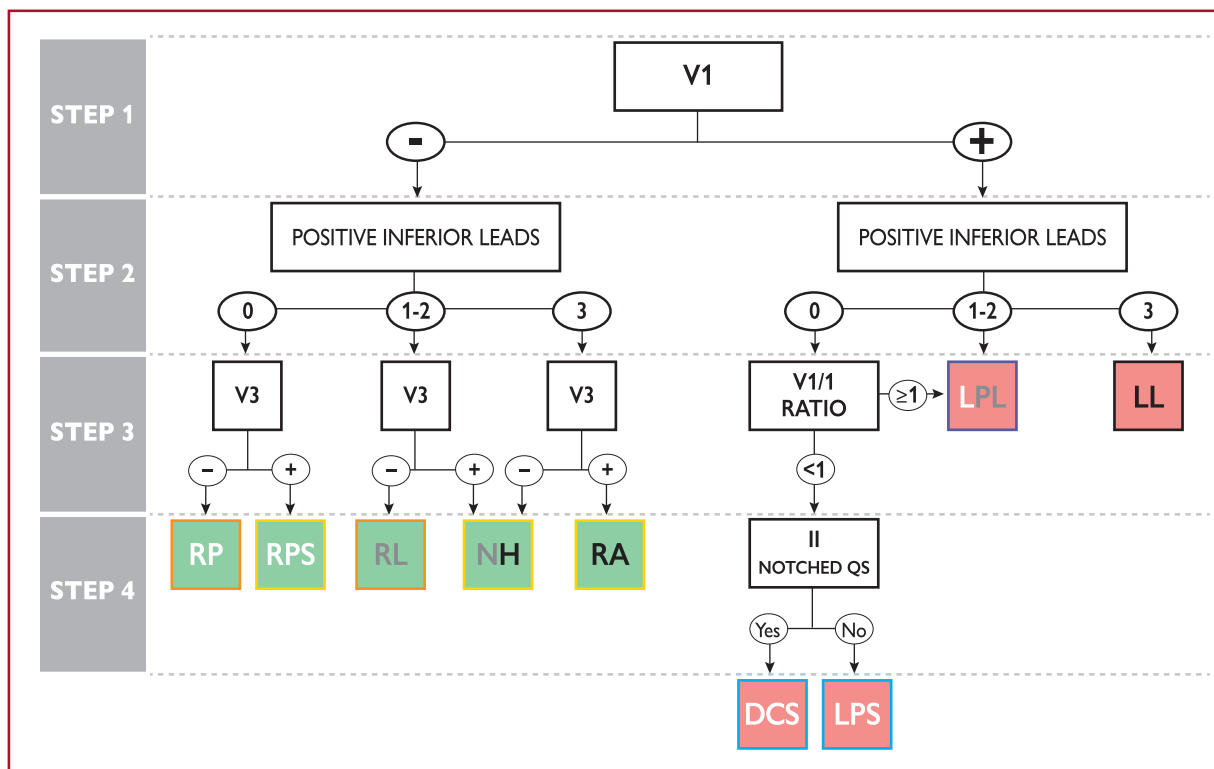 STEP 1
V1
-
+
STEP 2
POSITIVE INFERIOR LEADS
POSITIVE INFERIOR LEADS
0
1-2
3
0
1-2
3
STEP 3
V3
V3
V3
V1/1
RATIO
≥1
LPL
LL
-
+
-
+
-
+
<1
STEP 4
RP
RPS
RL
NH
RA
II
NOTCHED QS
Yes
No
DCS
LPS